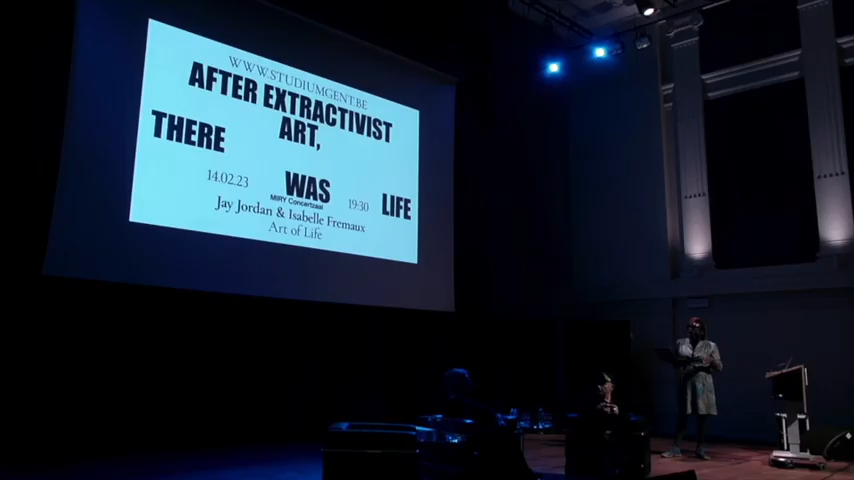 WWW.STUDIUMGENT.BE
AFTER EXTRACTIVIST
ART,
THERE
14.02.23
WAS
MIRY Concertzaal
19:30
LIFE
Jay Jordan & Isabelle Fremaux
Art of Life